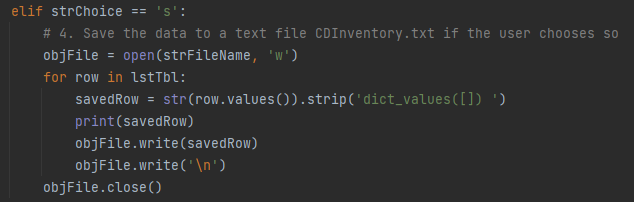 elif strChoice == 's':
    # 4. Save the data to a text file CDInventory.txt if the user chooses so
    objFile = open(strFileName, 'w')
    for row in lstTbl:
        savedRow = str(row.values()).strip('dict_values([]) ')
        print(savedRow)
        objFile.write(savedRow)
        objFile.write('\n')
    objFile.close()